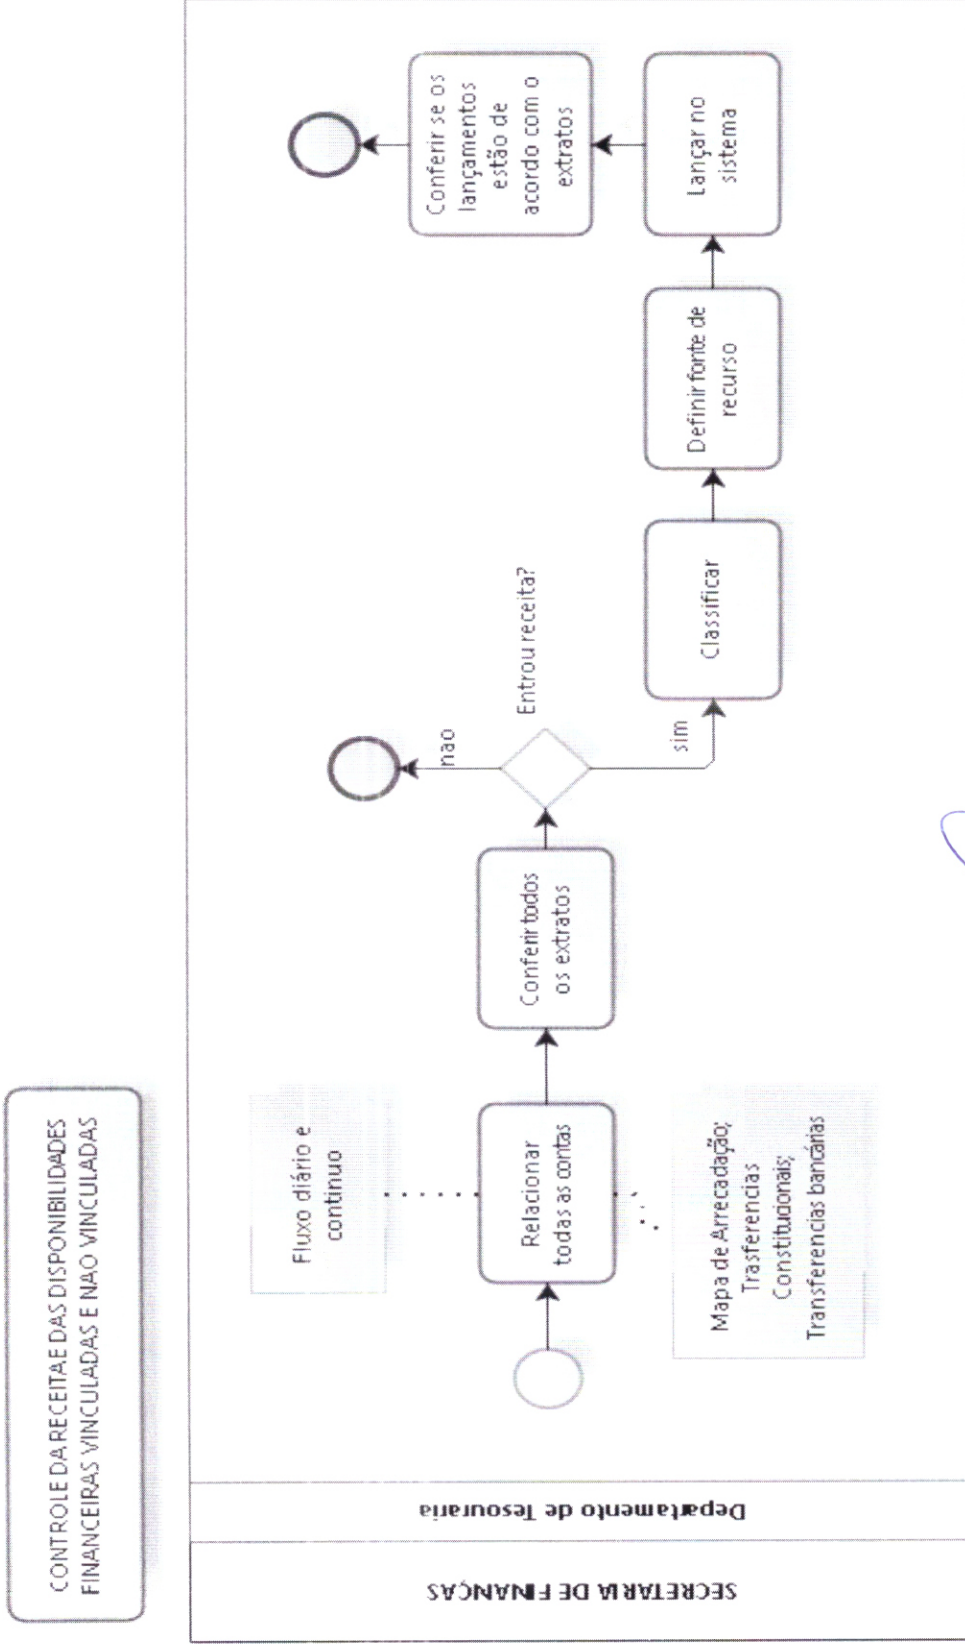 CONTROLE DA RECEITA E DAS DISPONIBILIDADES
FINANCEIRAS VINCULADAS E NAO VINCULADAS
SECRETARIA DE FINANÇAS
Departamento de Tesouraria
Fluxo diário e
continuo
Relacionar
todas as contas
Mapa de Arrecadação;
Trasferencias
Constitucionais;
Transferencias bancárias
Conferir todos
os extratos
Entrou receita?
nao
sim
Classificar
Definir fonte de
recurso
Lançar no
sistema
Conferir se os
lançamentos
estão de
acordo com o
extratos